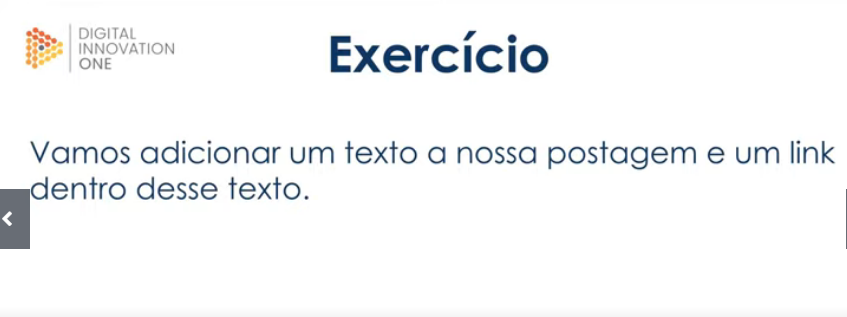 DIGITAL
INNOVATION
ONE
Exercício
Vamos adicionar um texto a nossa postagem e um link
dentro desse texto.